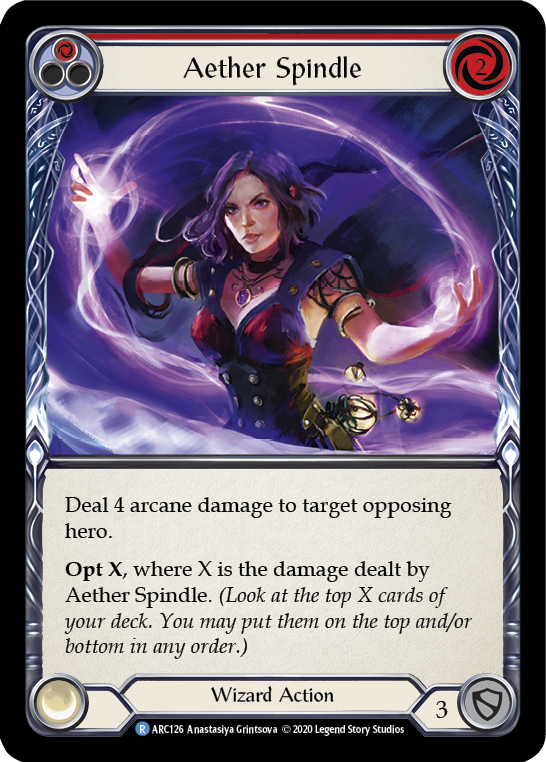 Aether Spindle
2
Deal 4 arcane damage to target opposing
hero.
Opt X, where X is the damage dealt by
Aether Spindle. (Look at the top X cards of
your deck. You may put them on the top and/or
bottom in any order.)
Wizard Action
3
R ARC126 Anastasiya Grintsova © 2020 Legend Story Studios